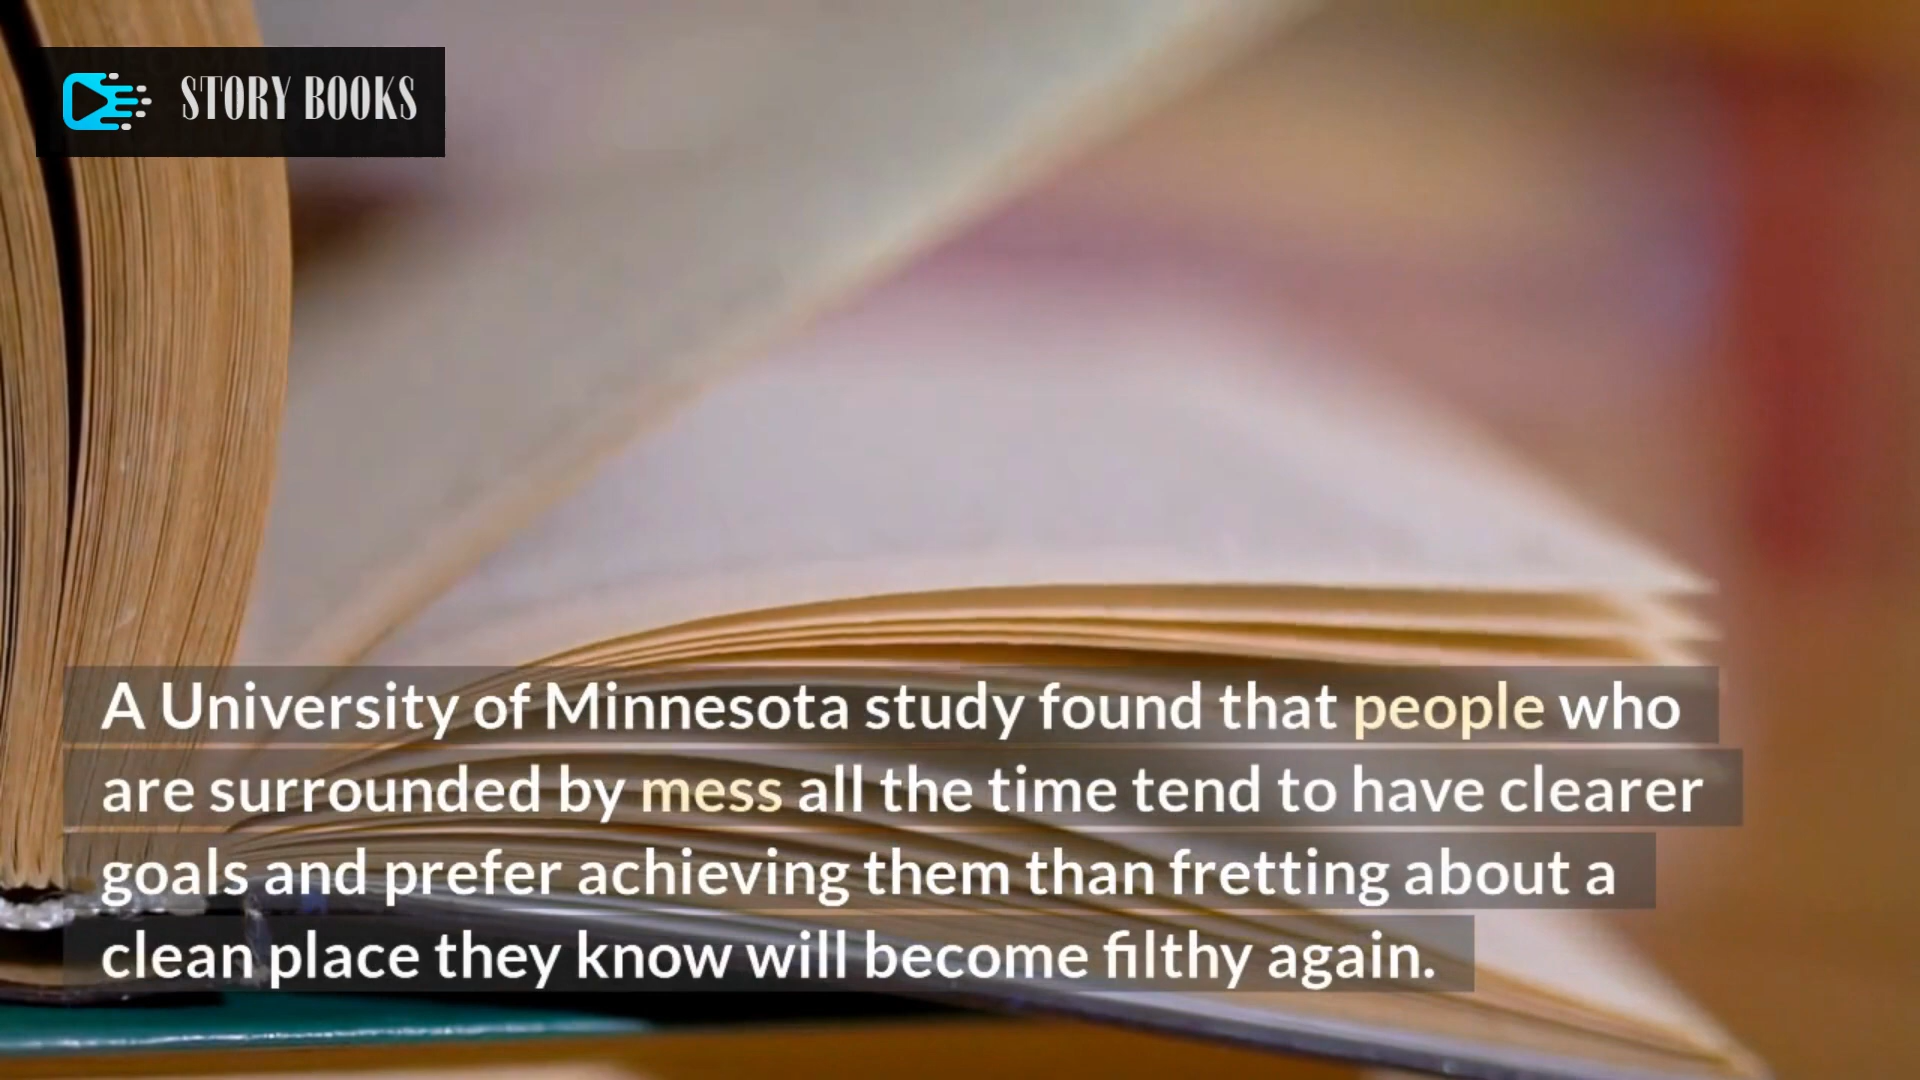 STORY BOOKS
A University of Minnesota study found that people who
are surrounded by mess all the time tend to have clearer
goals and prefer achieving them than fretting about a
clean place they know will become filthy again.